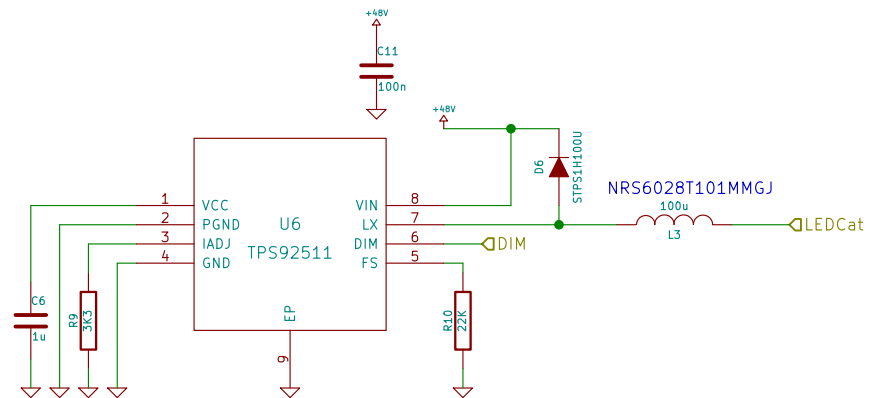 +48V
C11
100n
+48V
D6
STPS1H100U
NRS6028T101MMGJ
100u
L3
LEDCat
1
VCC
VIN
8
2
PGND
U6
LX
7
3
IADJ
DIM
6
DIM
4
GND
TPS92511
FS
5
C6
1u
R9
3K3
EP
9
R10
22K